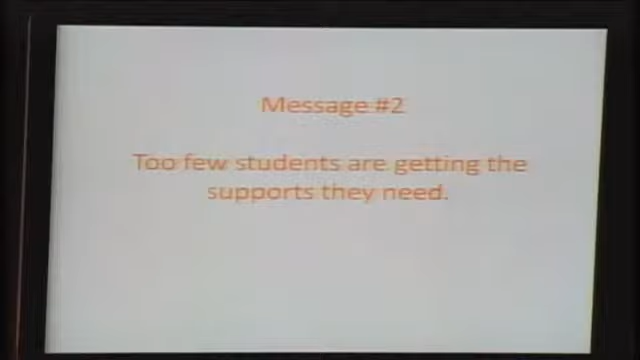 Message #2
Too few students are getting the
supports they need.